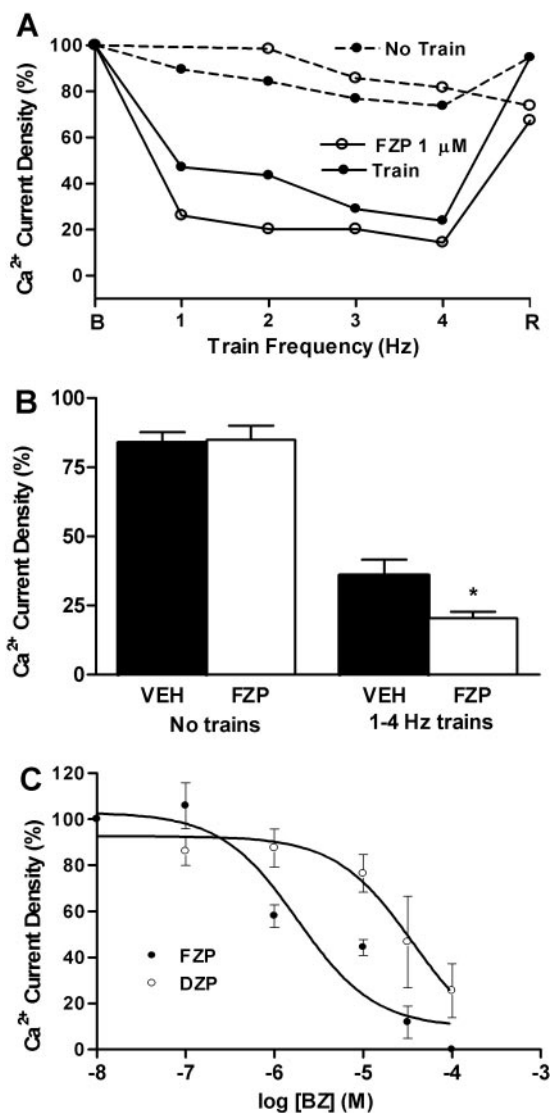 A
Ca²⁺ Current Density (%)
100
80
60
40
20
0
No Train
FZP 1 μM
Train
B 1 2 3 4 R
Train Frequency (Hz)
B
Ca²⁺ Current Density (%)
100
75
50
25
0
*
VEH FZP VEH FZP
No trains 1-4 Hz trains
C
Ca²⁺ Current Density (%)
120
100
80
60
40
20
0
FZP
DZP
-8 -7 -6 -5 -4 -3
log [BZ] (M)